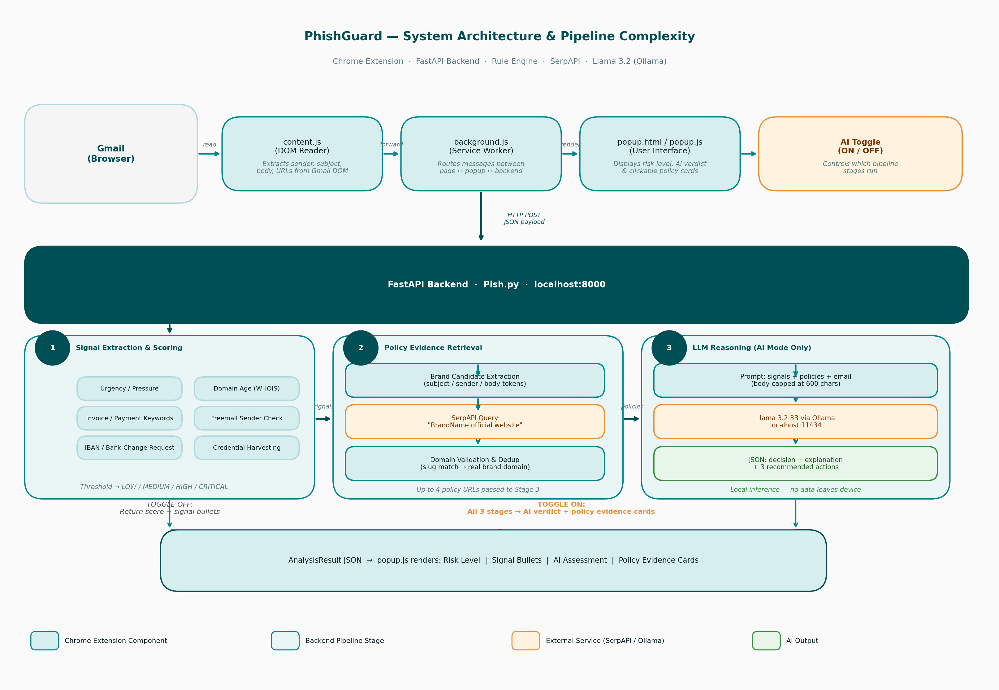 PhishGuard — System Architecture & Pipeline Complexity
Chrome Extension · FastAPI Backend · Rule Engine · SerpAPI · Llama 3.2 (Ollama)
Gmail
(Browser)
read
content.js
(DOM Reader)
Extracts sender, subject,
body, URLs from Gmail DOM
forward
background.js
(Service Worker)
Routes messages between
page ↔ popup ↔ backend
render
popup.html / popup.js
(User Interface)
Displays risk level, AI verdict
& clickable policy cards
AI Toggle
(ON / OFF)
Controls which pipeline
stages run
HTTP POST
JSON payload
FastAPI Backend · Pish.py · localhost:8000
1
Signal Extraction & Scoring
Urgency / Pressure
Domain Age (WHOIS)
Invoice / Payment Keywords
Freemail Sender Check
IBAN / Bank Change Request
Credential Harvesting
Threshold → LOW / MEDIUM / HIGH / CRITICAL
signals
2
Policy Evidence Retrieval
Brand Candidate Extraction
(subject / sender / body tokens)
SerpAPI Query
"BrandName official website"
Domain Validation & Dedup
(slug match → real brand domain)
Up to 4 policy URLs passed to Stage 3
policies
3
LLM Reasoning (AI Mode Only)
Prompt: signals + policies + email
(body capped at 600 chars)
Llama 3.2 3B via Ollama
localhost:11434
JSON: decision + explanation
+ 3 recommended actions
Local inference — no data leaves device
TOGGLE OFF:
Return score + signal bullets
TOGGLE ON:
All 3 stages → AI verdict + policy evidence cards
AnalysisResult JSON → popup.js renders: Risk Level | Signal Bullets | AI Assessment | Policy Evidence Cards
Chrome Extension Component
Backend Pipeline Stage
External Service (SerpAPI / Ollama)
AI Output